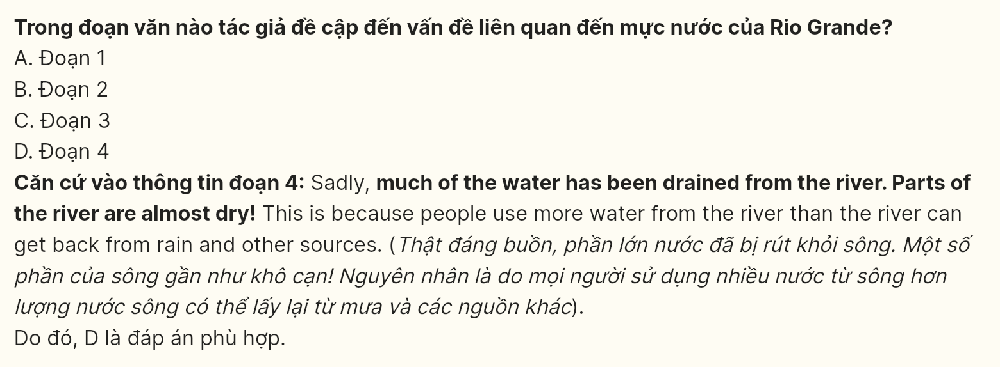 Trong đoạn văn nào tác giả đề cập đến vấn đề liên quan đến mực nước của Rio Grande?
A. Đoạn 1
B. Đoạn 2
C. Đoạn 3
D. Đoạn 4
Căn cứ vào thông tin đoạn 4: Sadly, much of the water has been drained from the river. Parts of
the river are almost dry! This is because people use more water from the river than the river can
get back from rain and other sources. (Thật đáng buồn, phần lớn nước đã bị rút khỏi sông. Một số
phần của sông gần như khô cạn! Nguyên nhân là do mọi người sử dụng nhiều nước từ sông hơn
lượng nước sông có thể lấy lại từ mưa và các nguồn khác).
Do đó, D là đáp án phù hợp.